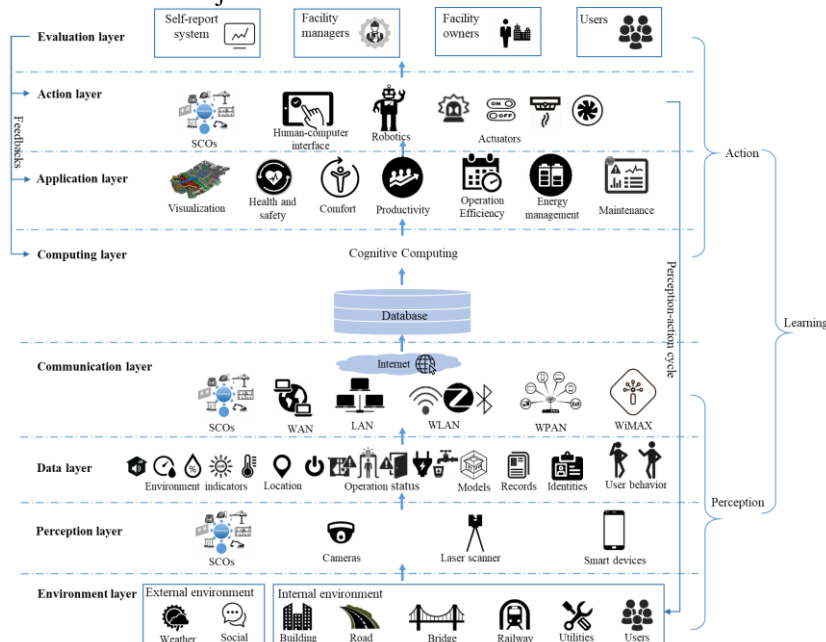 Self-report
system
Facility
managers
Facility
owners
Users
Evaluation layer
Action layer
SCOs
Human-computer
interface
Robotics
ON
OFF
Actuators
Feedbacks
Action
Application layer
Visualization
Health and
safety
Comfort
Productivity
Operation
Efficiency
Energy
management
Maintenance
Computing layer
Cognitive Computing
Database
Perception-action cycle
Learning
Communication layer
Internet
SCOs
WAN
LAN
WLAN
WPAN
WiMAX
Data layer
Environment indicators
Location
Operation status
Models
Records
Identities
User behavior
Perception
Perception layer
SCOs
Cameras
Laser scanner
Smart devices
Environment layer
External environment
Internal environment
Weather
Social
Building
Road
Bridge
Railway
Utilities
Users